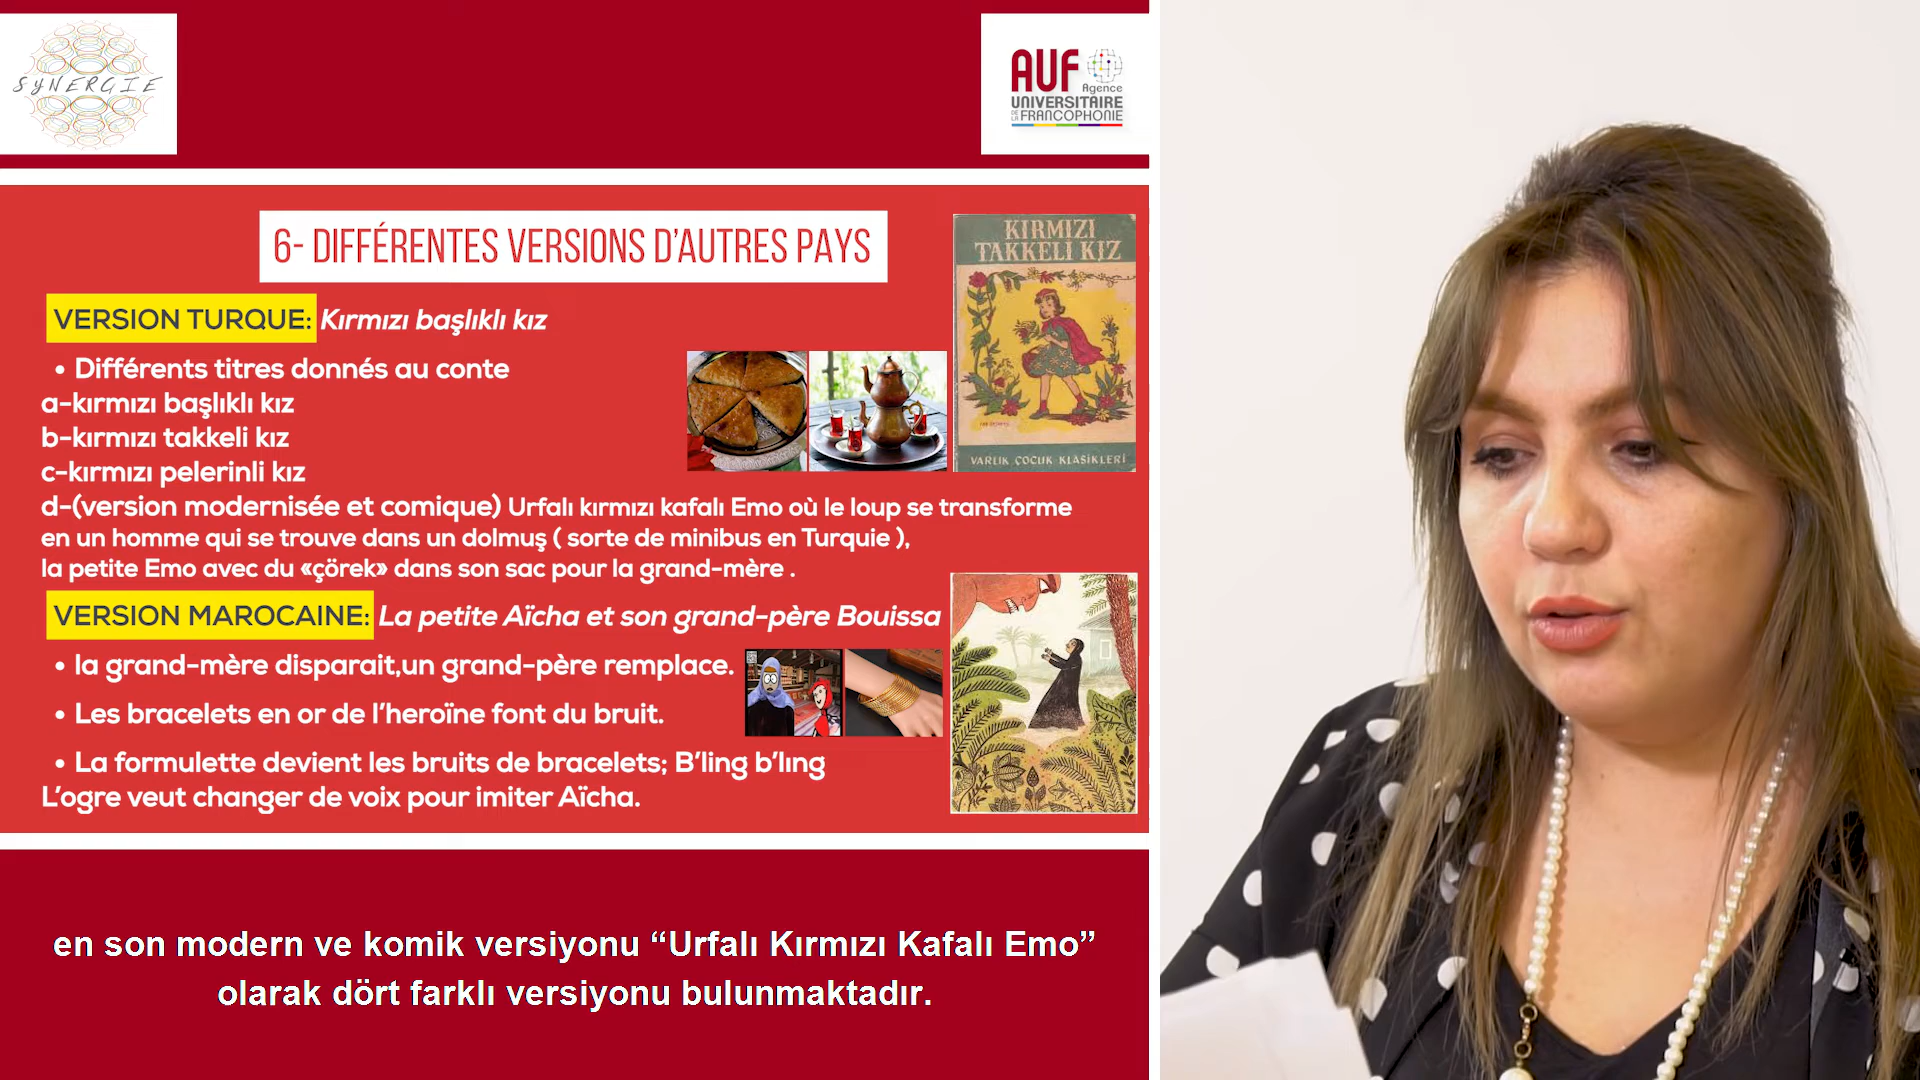 SYNERGIE
AUF
Agence
UNIVERSITAIRE
DE LA FRANCOPHONIE
6- DIFFÉRENTES VERSIONS D’AUTRES PAYS
KIRMIZI
TAKKELİ KIZ
VARLIK ÇOCUK KLASİKLERİ
VERSION TURQUE: Kırmızı başlıklı kız
• Différents titres donnés au conte
a-kırmızı başlıklı kız
b-kırmızı takkeli kız
c-kırmızı pelerinli kız
d-(version modernisée et comique) Urfalı kırmızı kafalı Emo où le loup se transforme
en un homme qui se trouve dans un dolmuş ( sorte de minibus en Turquie ),
la petite Emo avec du «çörek» dans son sac pour la grand-mère .
VERSION MAROCAINE: La petite Aïcha et son grand-père Bouissa
• la grand-mère disparait,un grand-père remplace.
• Les bracelets en or de l’heroïne font du bruit.
• La formulette devient les bruits de bracelets; B’ling b’lıng
L’ogre veut changer de voix pour imiter Aïcha.
en son modern ve komik versiyonu “Urfalı Kırmızı Kafalı Emo”
olarak dört farklı versiyonu bulunmaktadır.